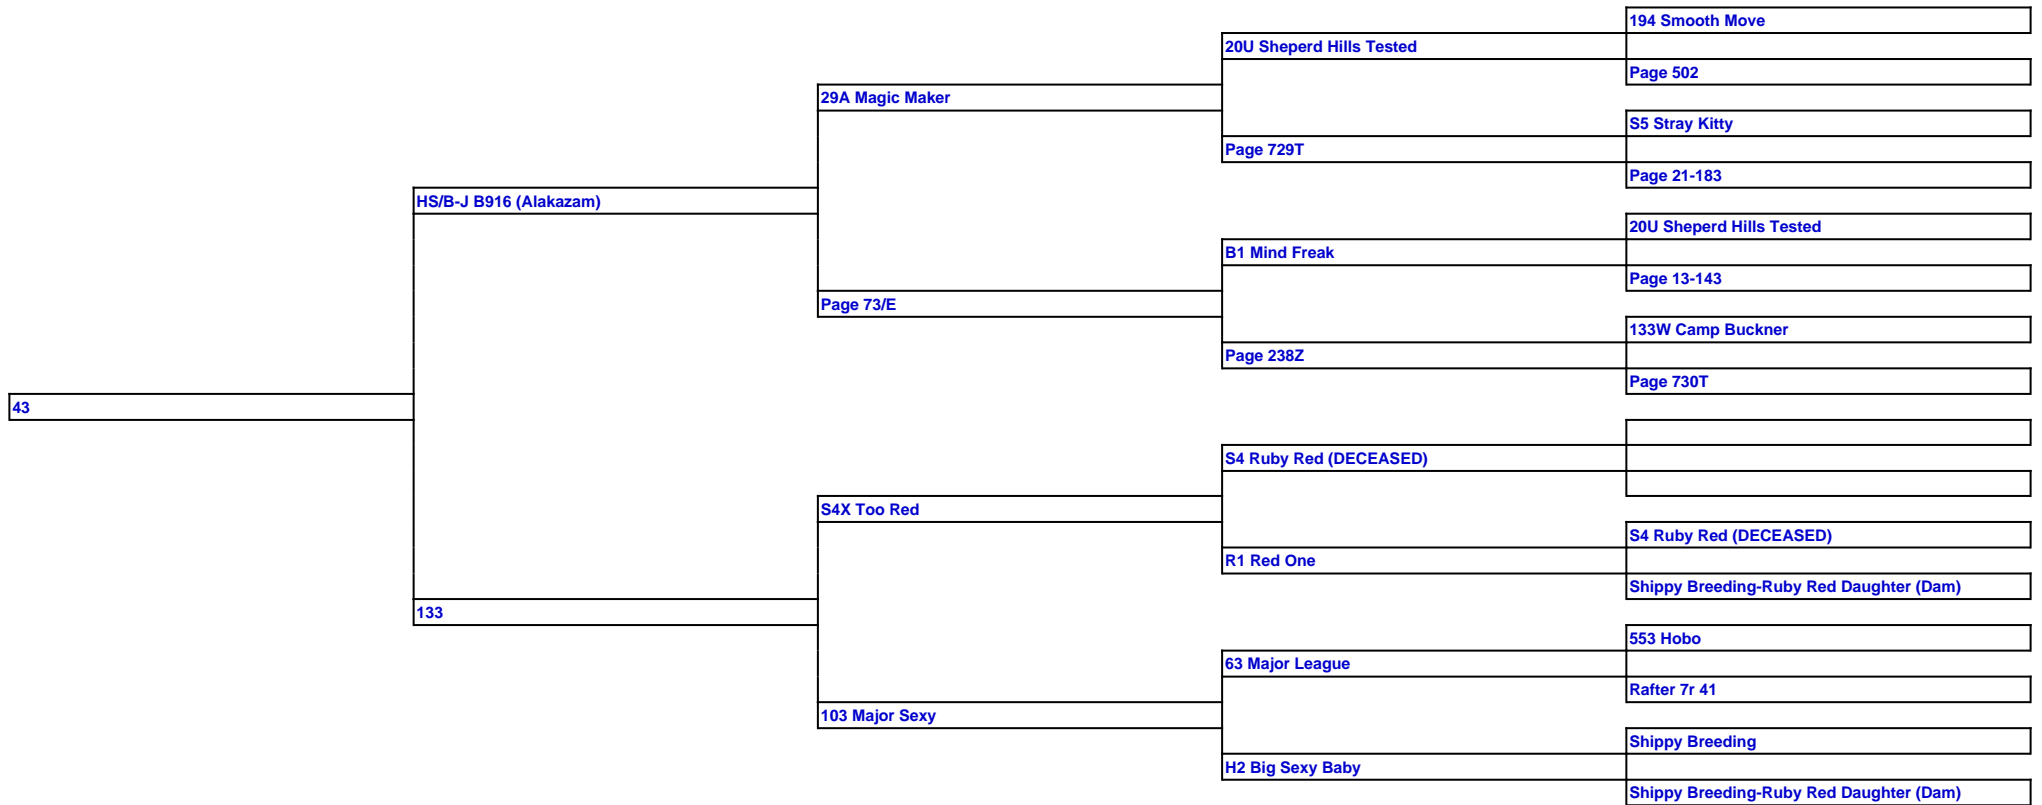 194 Smooth Move
20U Sheperd Hills Tested
Page 502
29A Magic Maker
S5 Stray Kitty
Page 729T
Page 21-183
HS/B-J B916 (Alakazam)
20U Sheperd Hills Tested
B1 Mind Freak
Page 13-143
Page 73/E
133W Camp Buckner
Page 238Z
Page 730T
43
S4 Ruby Red (DECEASED)
S4X Too Red
S4 Ruby Red (DECEASED)
R1 Red One
Shippy Breeding-Ruby Red Daughter (Dam)
133
553 Hobo
63 Major League
Rafter 7r 41
103 Major Sexy
Shippy Breeding
H2 Big Sexy Baby
Shippy Breeding-Ruby Red Daughter (Dam)